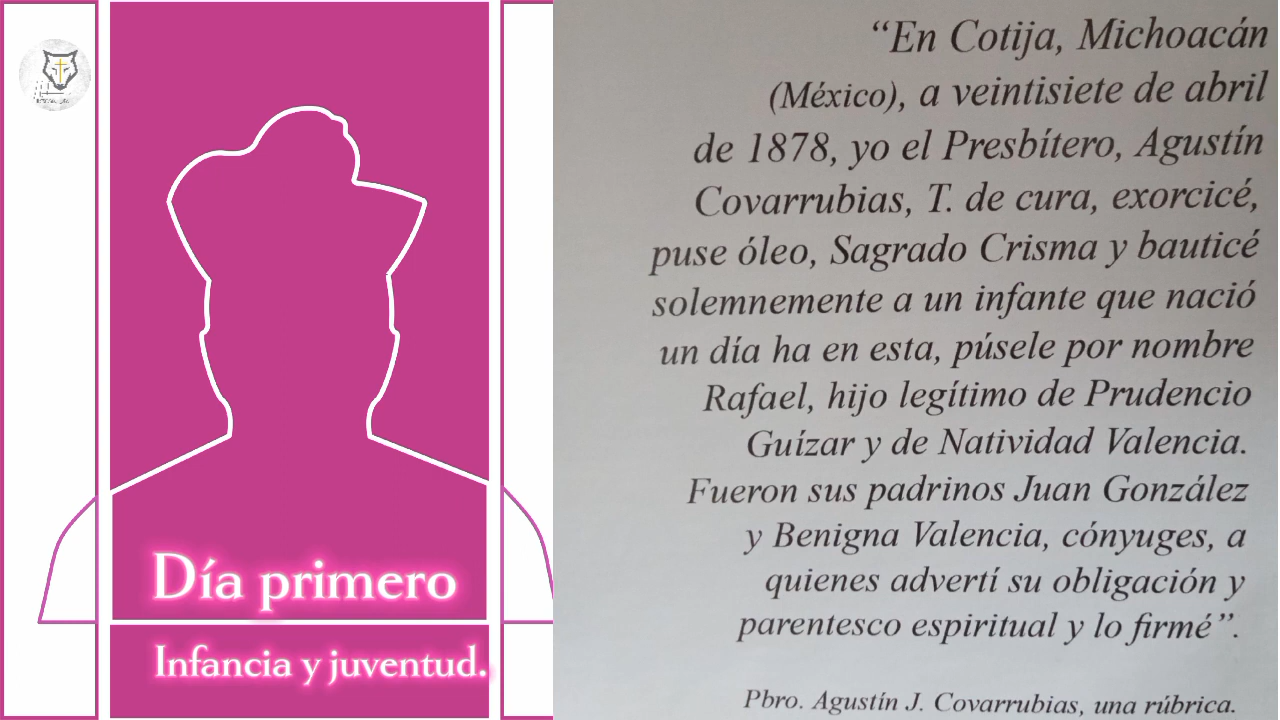 Día primero
Infancia y juventud.
“En Cotija, Michoacán
(México), a veintisiete de abril
de 1878, yo el Presbítero, Agustín
Covarrubias, T. de cura, exorcicé,
puse óleo, Sagrado Crisma y bauticé
solemnemente a un infante que nació
un día ha en esta, púsele por nombre
Rafael, hijo legítimo de Prudencio
Guízar y de Natividad Valencia.
Fueron sus padrinos Juan González
y Benigna Valencia, cónyuges, a
quienes advertí su obligación y
parentesco espiritual y lo firmé”.
Pbro. Agustín J. Covarrubias, una rúbrica.